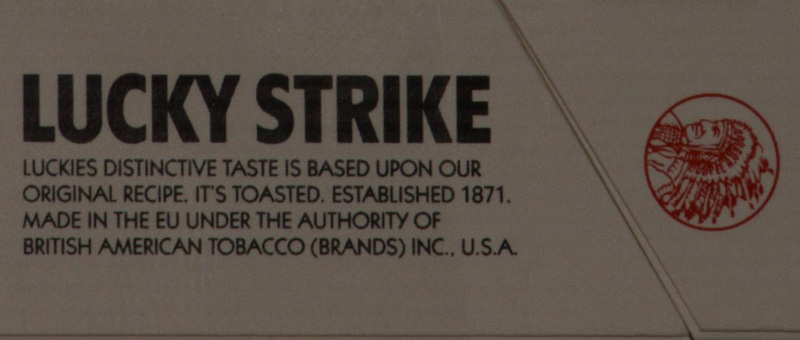 LUCKY STRIKE
LUCKIES DISTINCTIVE TASTE IS BASED UPON OUR
ORIGINAL RECIPE. IT'S TOASTED. ESTABLISHED 1871.
MADE IN THE EU UNDER THE AUTHORITY OF
BRITISH AMERICAN TOBACCO (BRANDS) INC., U.S.A.